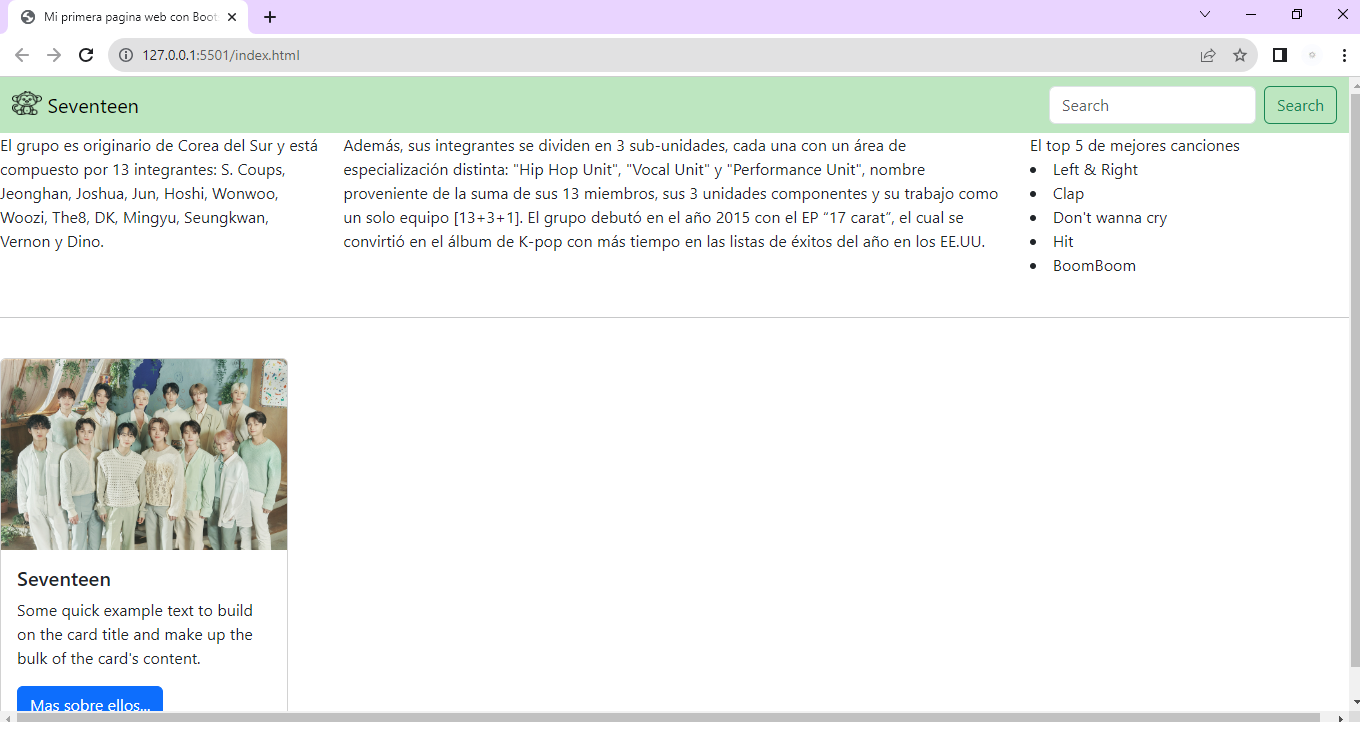 Mi primera pagina web con Boot
127.0.0.1:5501/index.html
Seventeen
Search
Search
El grupo es originario de Corea del Sur y está
compuesto por 13 integrantes: S. Coups,
Jeonghan, Joshua, Jun, Hoshi, Wonwoo,
Woozi, The8, DK, Mingyu, Seungkwan,
Vernon y Dino.
Además, sus integrantes se dividen en 3 sub-unidades, cada una con un área de
especialización distinta: "Hip Hop Unit", "Vocal Unit" y "Performance Unit", nombre
proveniente de la suma de sus 13 miembros, sus 3 unidades componentes y su trabajo como
un solo equipo [13+3+1]. El grupo debutó en el año 2015 con el EP “17 carat”, el cual se
convirtió en el álbum de K-pop con más tiempo en las listas de éxitos del año en los EE.UU.
El top 5 de mejores canciones
• Left & Right
• Clap
• Don't wanna cry
• Hit
• BoomBoom
Seventeen
Some quick example text to build
on the card title and make up the
bulk of the card's content.
Mas sobre ellos...